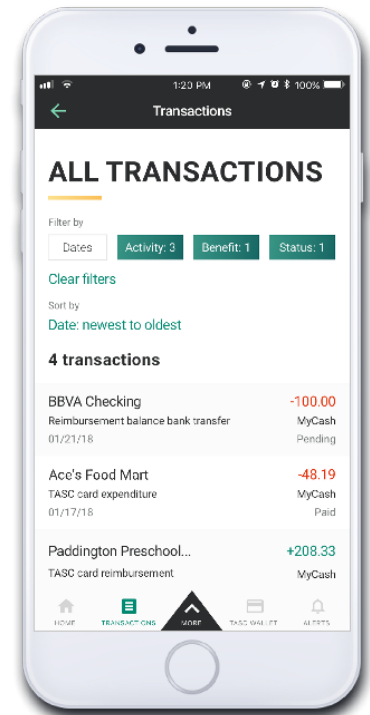 1:20 PM 100%
Transactions
ALL TRANSACTIONS
Filter by
Dates Activity: 3 Benefit: 1 Status: 1
Clear filters
Sort by
Date: newest to oldest
4 transactions
BBVA Checking -100.00
Reimbursement balance bank transfer MyCash
01/21/18 Pending
Ace's Food Mart -48.19
TASC card expenditure MyCash
01/17/18 Paid
Paddington Preschool... +208.33
TASC card reimbursement MyCash
HOME TRANSACTIONS MORE TASC WALLET ALERTS